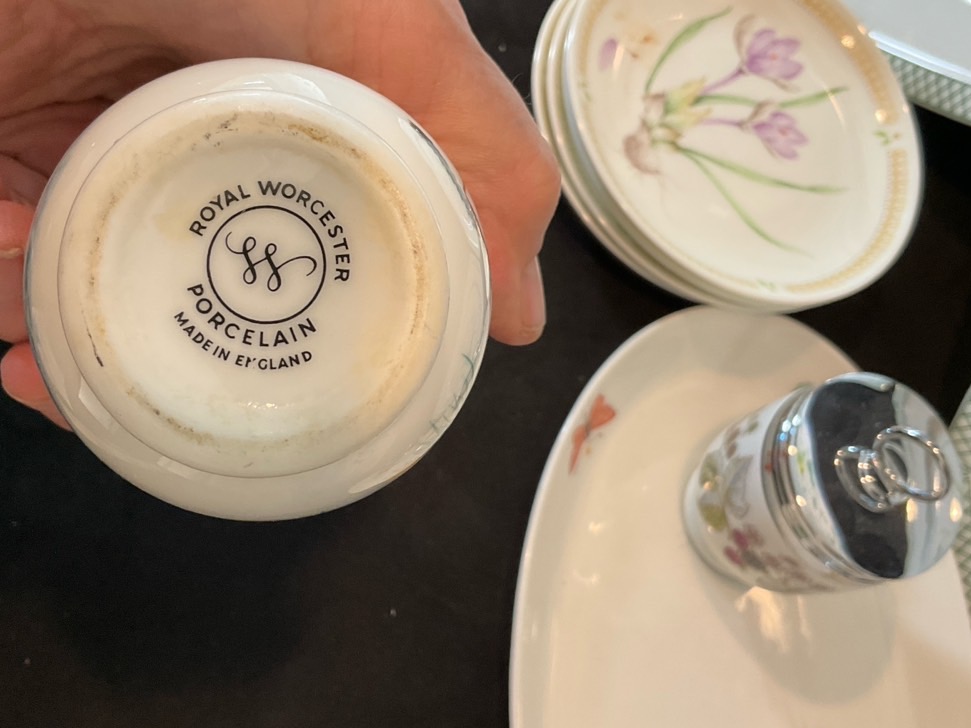 ROYAL WORCESTER
PORCELAIN
MADE IN ENGLAND